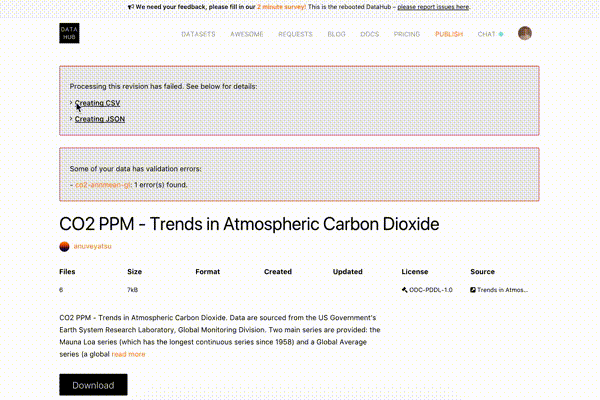 We need your feedback, please fill in our 2 minute survey! This is the rebooted DataHub – please report issues here.
DATA
HUB
DATASETS AWESOME REQUESTS BLOG DOCS PRICING PUBLISH CHAT
Processing this revision has failed. See below for details:
› Creating CSV
› Creating JSON
Some of your data has validation errors:
- co2-annmean-gl: 1 error(s) found.
CO2 PPM - Trends in Atmospheric Carbon Dioxide
anuveyatsu
Files Size Format Created Updated License Source
6 7kB ODC-PDDL-1.0 Trends in Atmos...
CO2 PPM - Trends in Atmospheric Carbon Dioxide. Data are sourced from the US Government's
Earth System Research Laboratory, Global Monitoring Division. Two main series are provided: the
Mauna Loa series (which has the longest continuous series since 1958) and a Global Average
series (a global read more
Download